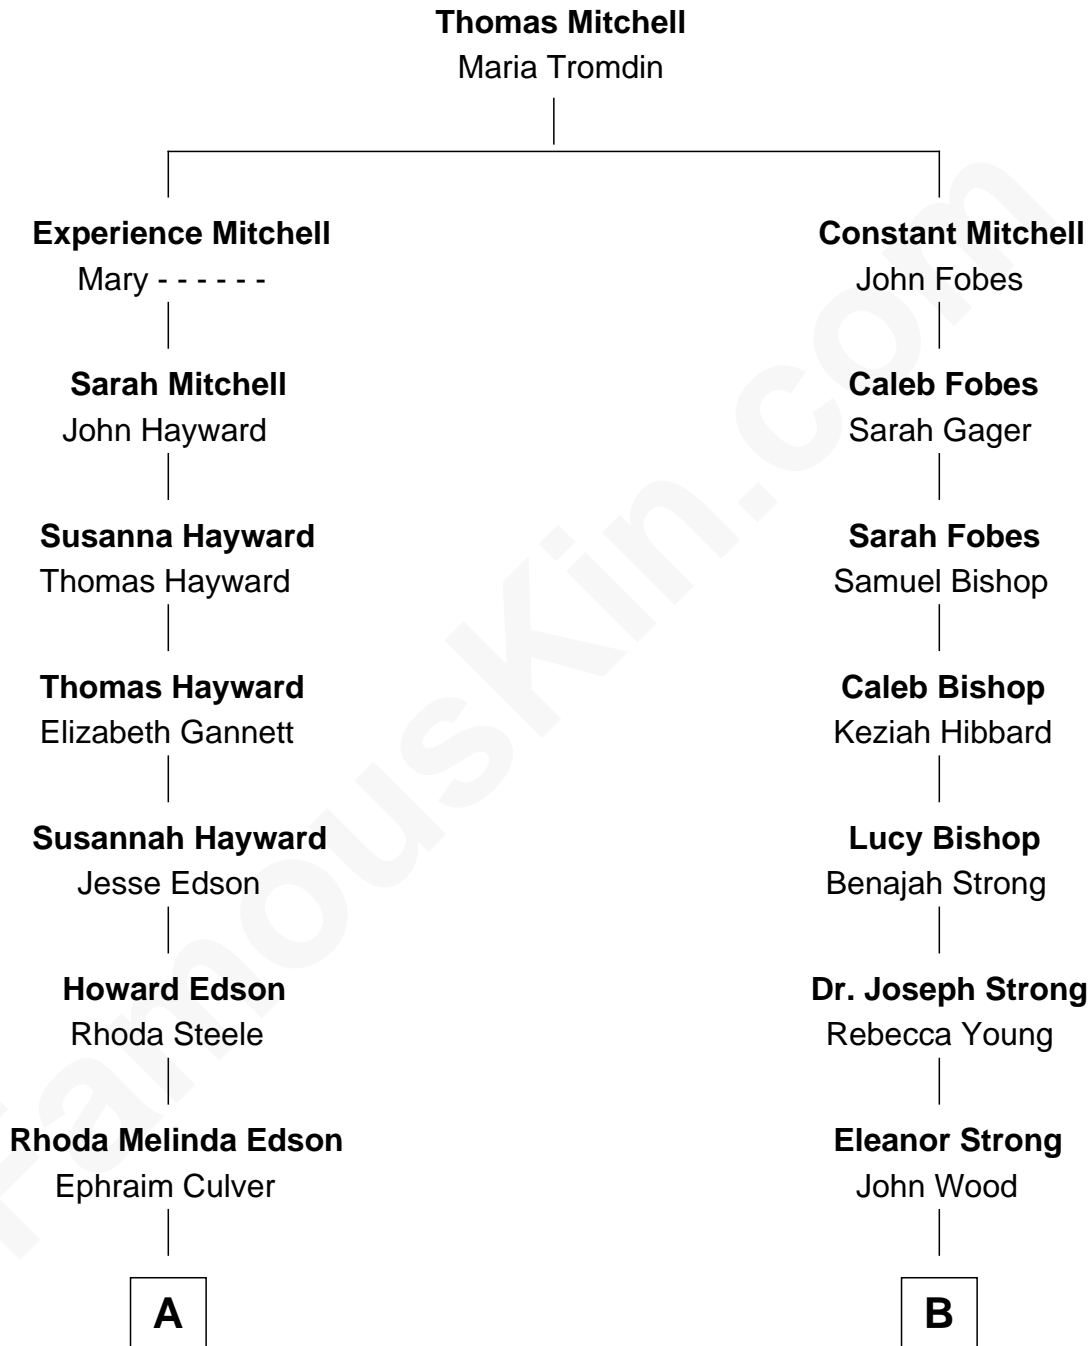 Thomas Mitchell
Maria Tromdin
Experience Mitchell
Mary - - - - - -
Constant Mitchell
John Fobes
Sarah Mitchell
John Hayward
Caleb Fobes
Sarah Gager
Susanna Hayward
Thomas Hayward
Sarah Fobes
Samuel Bishop
Thomas Hayward
Elizabeth Gannett
Caleb Bishop
Keziah Hibbard
Susannah Hayward
Jesse Edson
Lucy Bishop
Benajah Strong
Howard Edson
Rhoda Steele
Dr. Joseph Strong
Rebecca Young
Rhoda Melinda Edson
Ephraim Culver
Eleanor Strong
John Wood
A
B
FamousKin.com